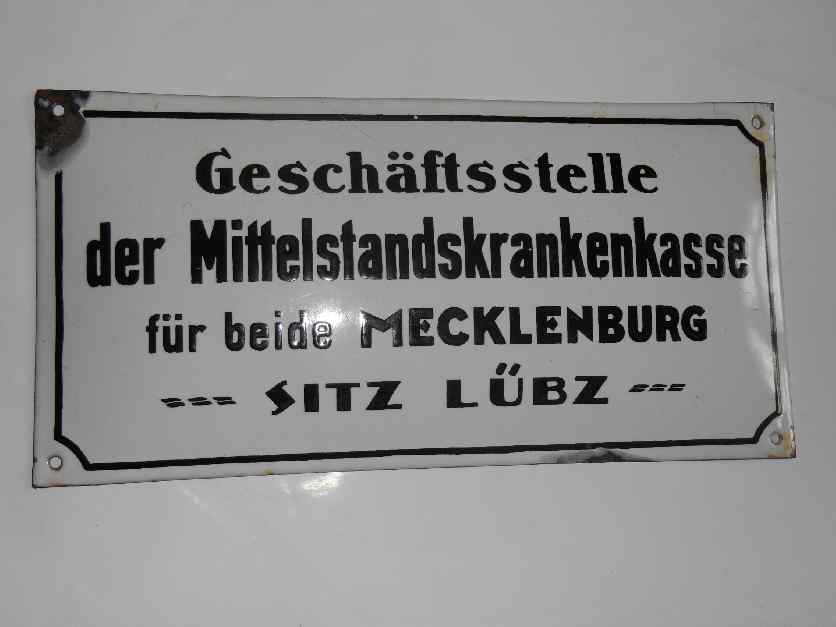 Geschäftsstelle
der Mittelstandskrankenkasse
für beide MECKLENBURG
=== SITZ LÜBZ ===